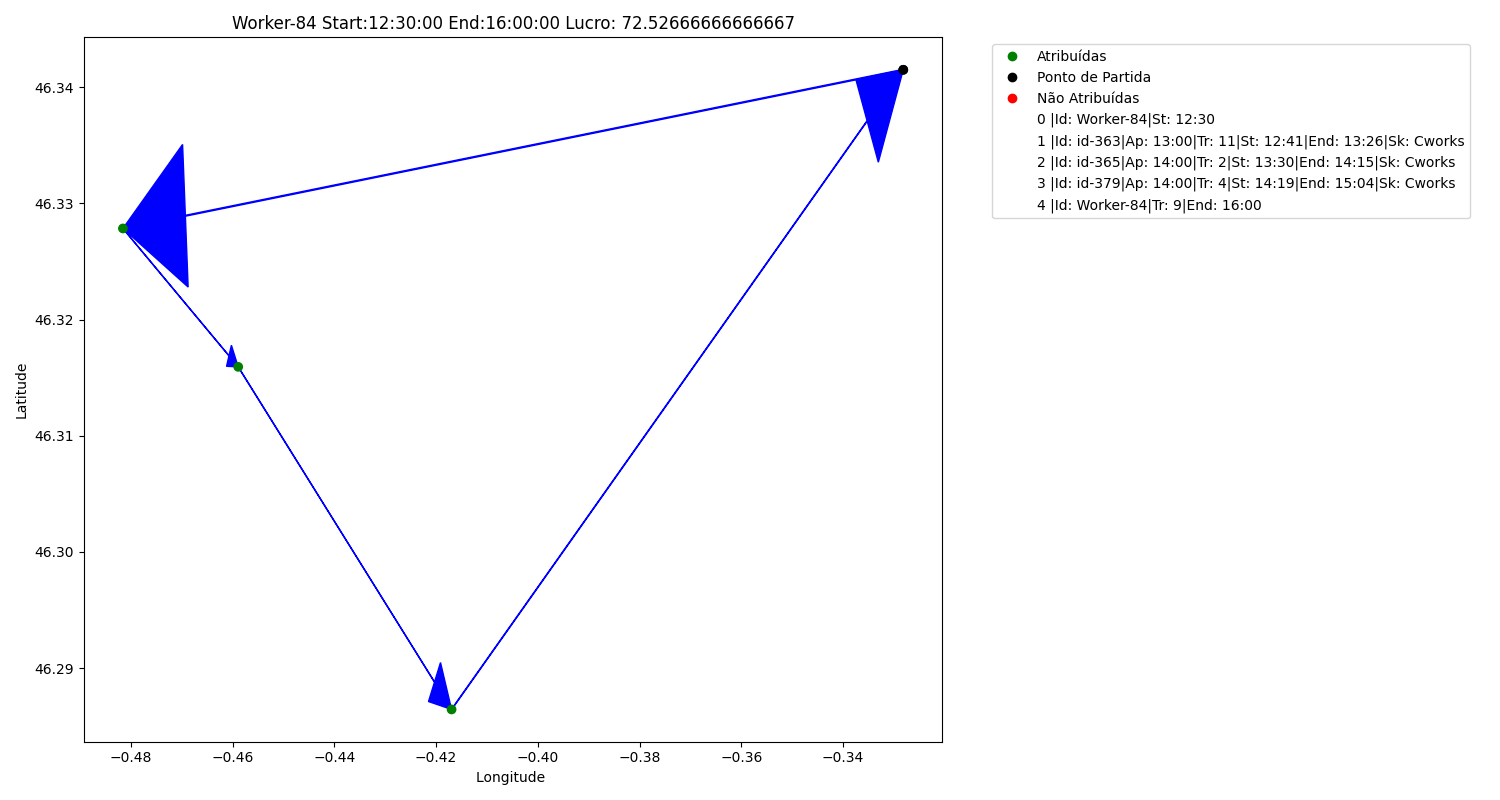 Worker-84 Start:12:30:00 End:16:00:00 Lucro: 72.52666666666667
46.34
46.33
46.32
46.31
46.30
46.29
Latitude
−0.48
−0.46
−0.44
−0.42
−0.40
−0.38
−0.36
−0.34
Longitude
Atribuídas
Ponto de Partida
Não Atribuídas
0 |Id: Worker-84|St: 12:30
1 |Id: id-363|Ap: 13:00|Tr: 11|St: 12:41|End: 13:26|Sk: Cworks
2 |Id: id-365|Ap: 14:00|Tr: 2|St: 13:30|End: 14:15|Sk: Cworks
3 |Id: id-379|Ap: 14:00|Tr: 4|St: 14:19|End: 15:04|Sk: Cworks
4 |Id: Worker-84|Tr: 9|End: 16:00